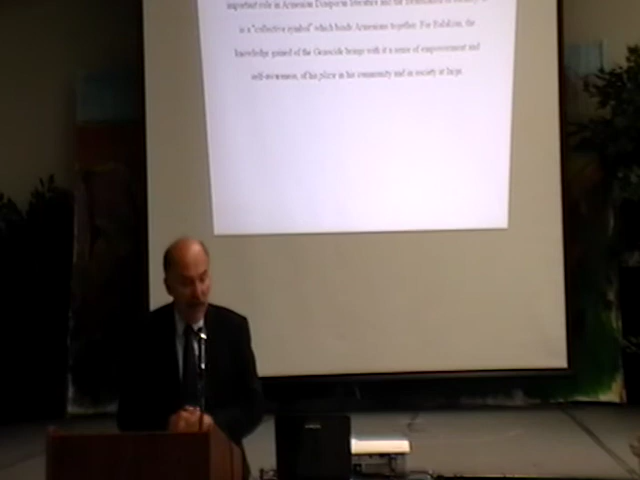 important role in Armenian Diasporan literature and the
is a "collective symbol" which binds Armenians together. For Balakian, the
knowledge gained of the Genocide brings with it a sense of empowerment and
self-awareness, of his place in his community and in society at large.